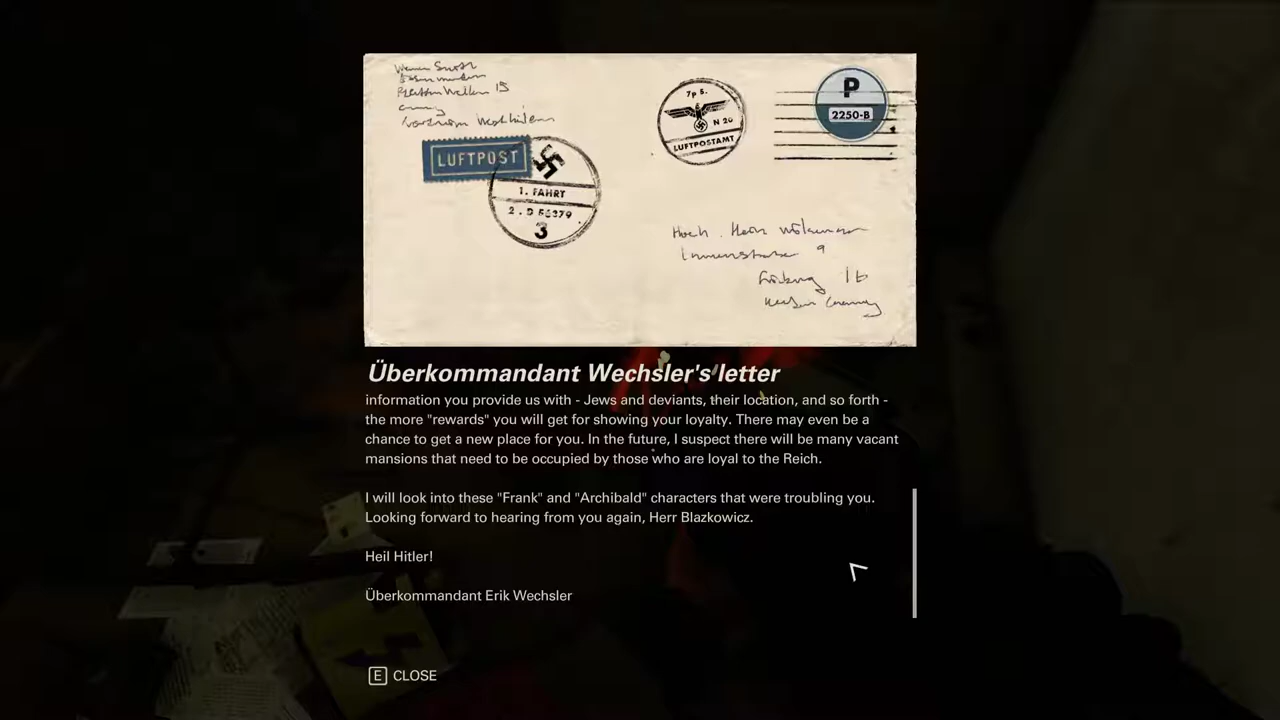 LUFTPOST
1. FAHRT
3
N 20
LUFTPOSTAMT
P
2250-B
Überkommandant Wechsler's letter
information you provide us with - Jews and deviants, their location, and so forth -
the more "rewards" you will get for showing your loyalty. There may even be a
chance to get a new place for you. In the future, I suspect there will be many vacant
mansions that need to be occupied by those who are loyal to the Reich.
I will look into these "Frank" and "Archibald" characters that were troubling you.
Looking forward to hearing from you again, Herr Blazkowicz.
Heil Hitler!
Überkommandant Erik Wechsler
E CLOSE